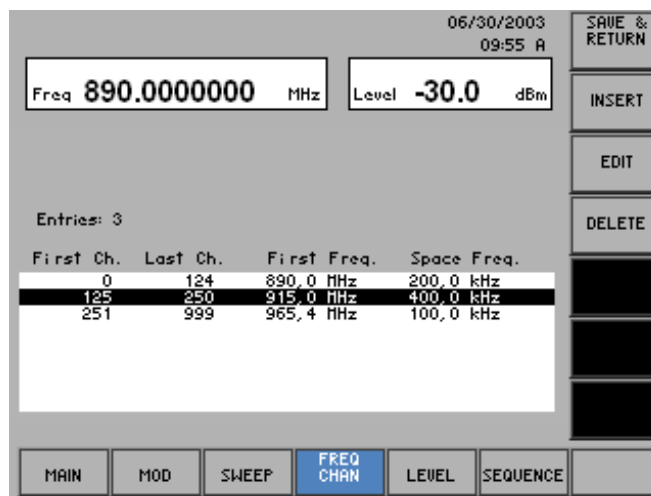 06/30/2003
09:55 A
SAVE &
RETURN
Freq 890.0000000 MHz
Level -30.0 dBm
INSERT
EDIT
DELETE
Entries: 3
First Ch. Last Ch. First Freq. Space Freq.
0 124 890,0 MHz 200,0 kHz
125 250 915,0 MHz 400,0 kHz
251 999 965,4 MHz 100,0 kHz
MAIN
MOD
SWEEP
FREQ
CHAN
LEVEL
SEQUENCE